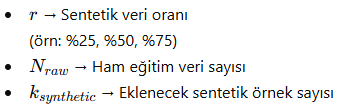 • r → Sentetik veri oranı
(örn: %25, %50, %75)
• N_raw → Ham eğitim veri sayısı
• k_synthetic → Eklenecek sentetik örnek sayısı